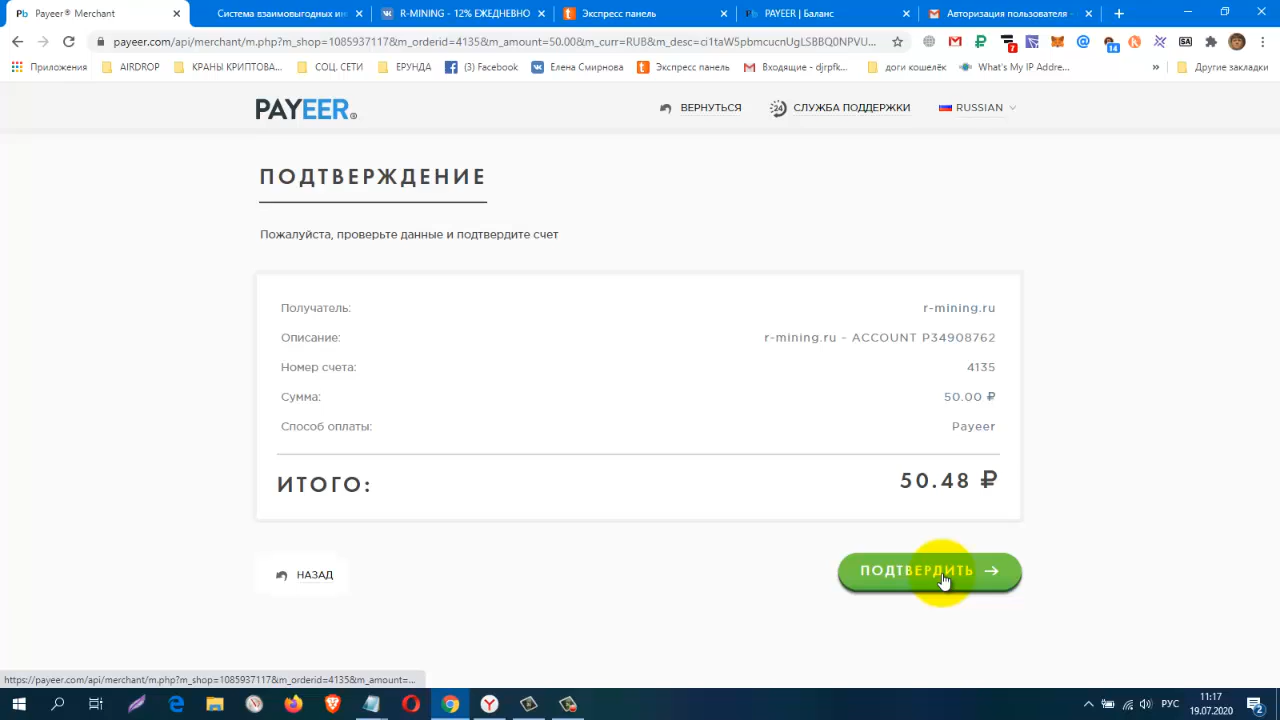 Payeer® Merchant
Система взаимовыгодных ин
R-MINING - 12% ЕЖЕДНЕВНО
Экспресс панель
PAYEER | Баланс
Авторизация пользователя -
payeer.com/api/merchant/m.php?m_shop=1085937117&m_orderid=4135&m_amount=50.00&m_curr=RUB&m_desc=ci1taW5pbmcucnUgLSBBQ0NPVU...
Приложения
AIRDROP
КРАНЫ КРИПТОВА...
СОЦ. СЕТИ
ЕРУНДА
(3) Facebook
Елена Смирнова
Экспресс панель
Входящие - djrpfk...
доги кошелёк
What's My IP Addre...
»
Другие закладки
PAYEER®
ВЕРНУТЬСЯ
24 СЛУЖБА ПОДДЕРЖКИ
RUSSIAN
ПОДТВЕРЖДЕНИЕ
Пожалуйста, проверьте данные и подтвердите счет
Получатель: r-mining.ru
Описание: r-mining.ru - ACCOUNT P34908762
Номер счета: 4135
Сумма: 50.00 ₽
Способ оплаты: Payeer
ИТОГО: 50.48 ₽
НАЗАД
ПОДТВЕРДИТЬ →
https://payeer.com/api/merchant/m.php?m_shop=1085937117&m_orderid=4135&m_amount=...
РУС
11:17
19.07.2020